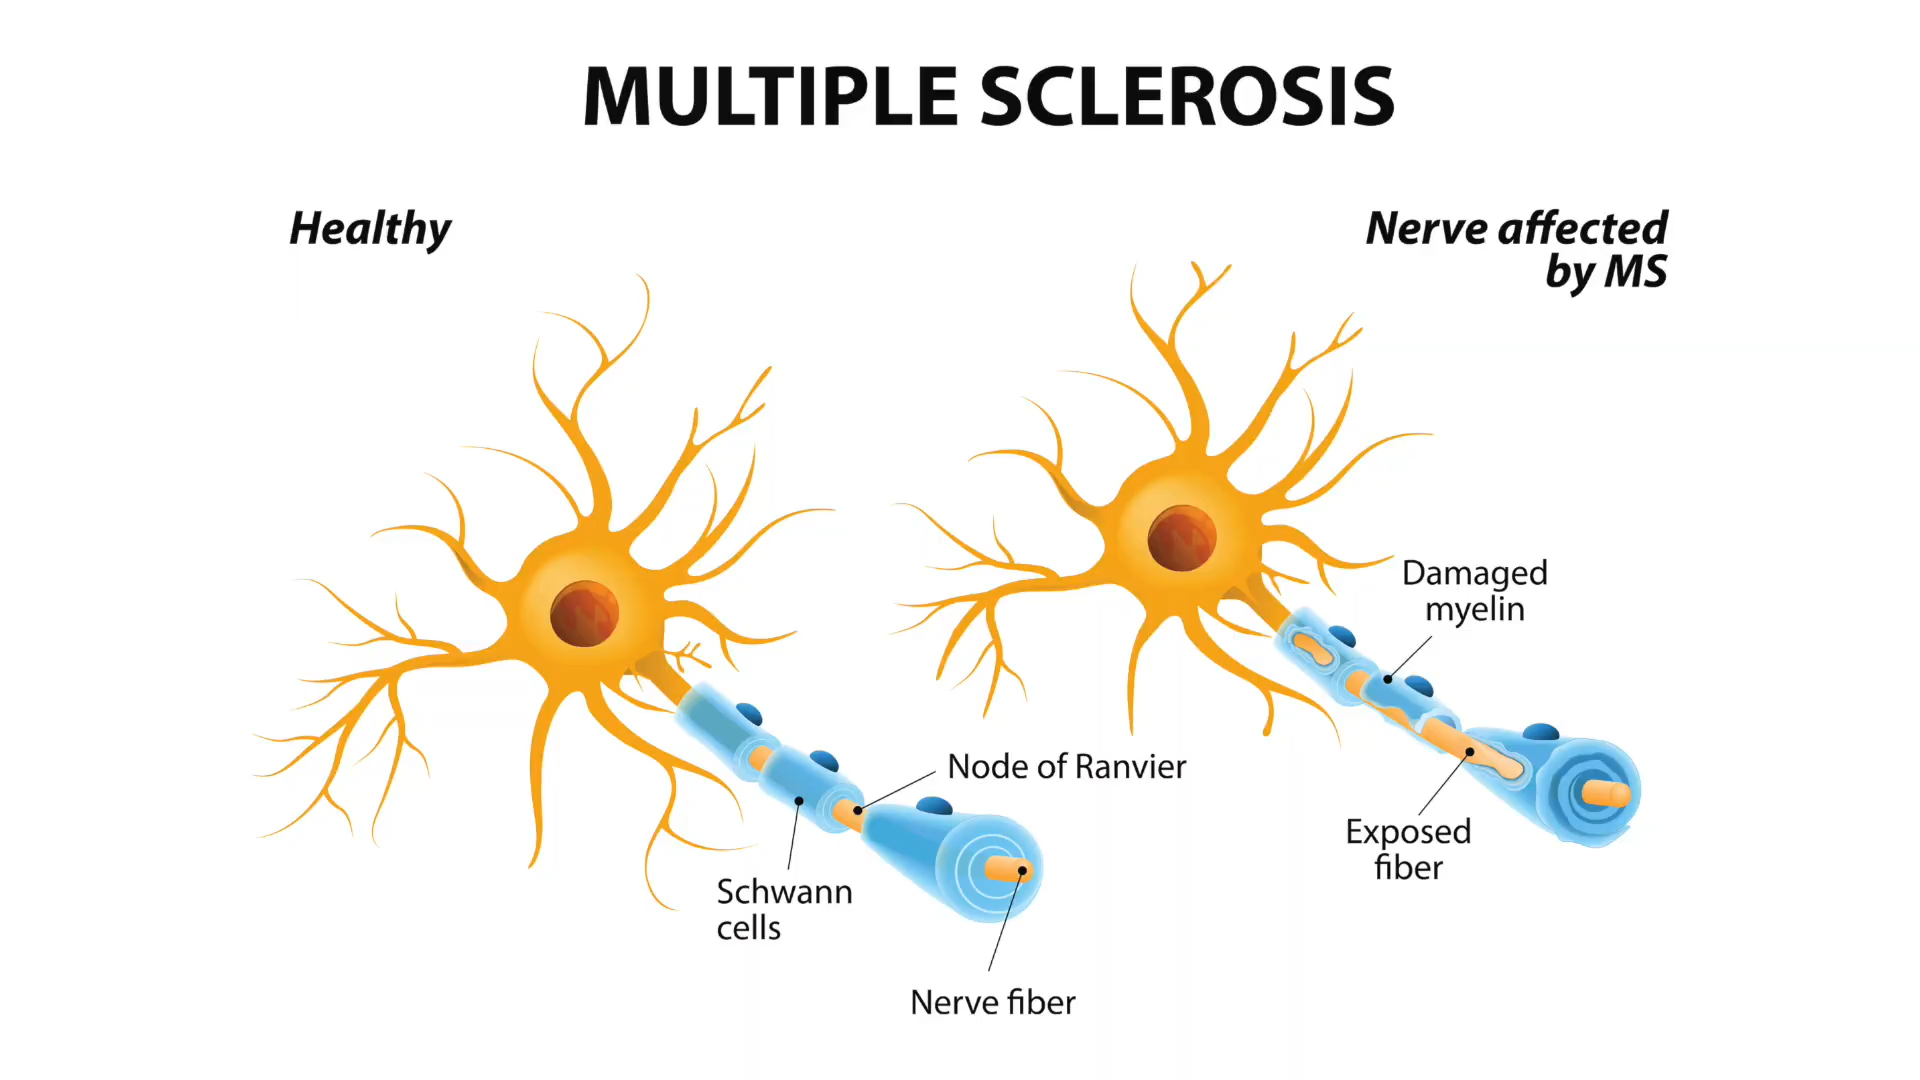 MULTIPLE SCLEROSIS
Healthy
Nerve affected
by MS
Damaged
myelin
Node of Ranvier
Exposed
fiber
Schwann
cells
Nerve fiber